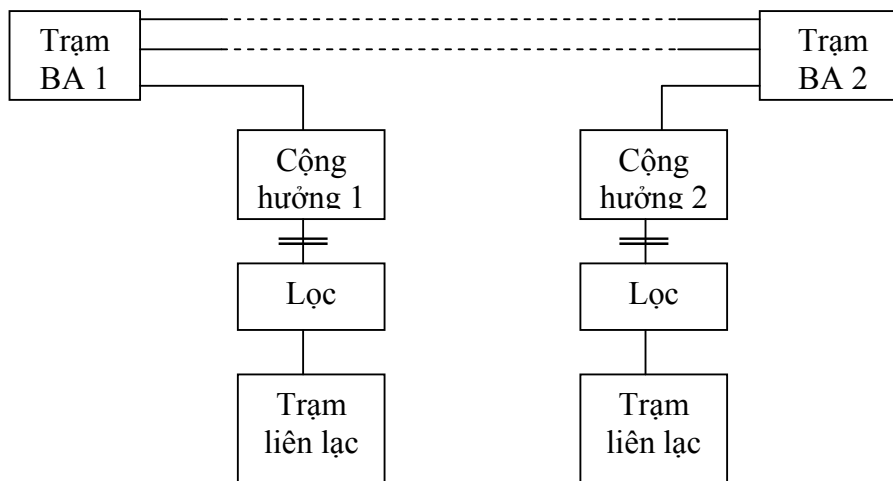 Trạm
BA 1
Trạm
BA 2
Cộng
hưởng 1
Cộng
hưởng 2
Lọc
Lọc
Trạm
liên lạc
Trạm
liên lạc